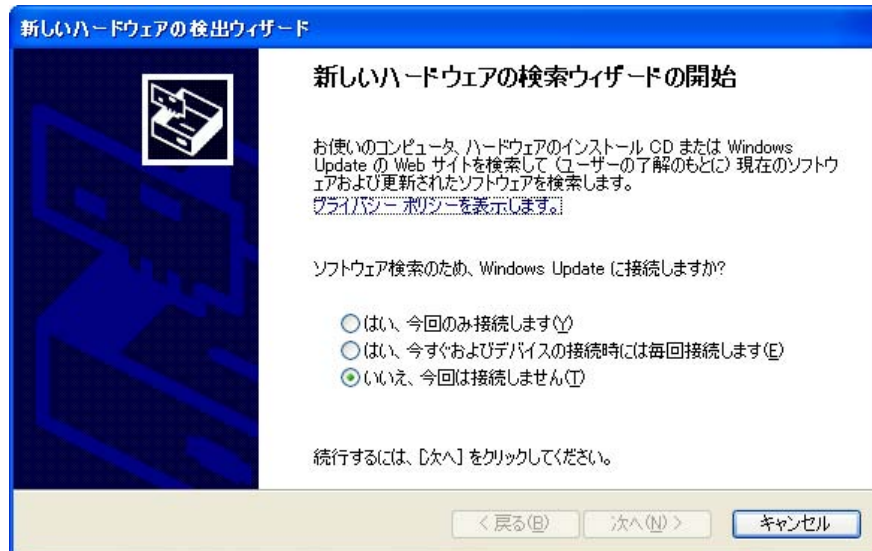 新しいハードウェアの検出ウィザード
新しいハードウェアの検索ウィザードの開始
お使いのコンピュータ、ハードウェアのインストール CD または Windows
Update の Web サイトを検索して (ユーザーの了解のもとに) 現在のソフトウ
ェアおよび更新されたソフトウェアを検索します。
プライバシー ポリシーを表示します。
ソフトウェア検索のため、Windows Update に接続しますか?
はい、今回のみ接続します(Y)
はい、今すぐおよびデバイスの接続時には毎回接続します(E)
いいえ、今回は接続しません(T)
続行するには、[次へ] をクリックしてください。
< 戻る(B) 次へ(N) > キャンセル